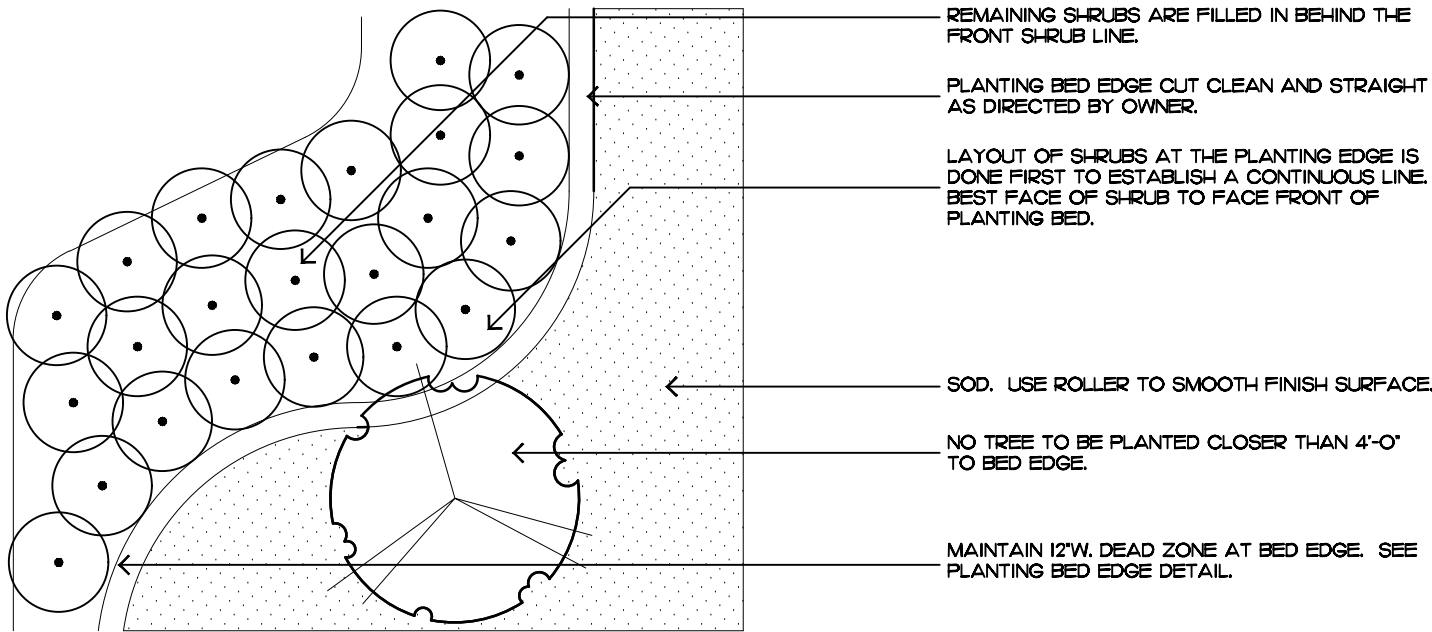 REMAINING SHRUBS ARE FILLED IN BEHIND THE
FRONT SHRUB LINE.
PLANTING BED EDGE CUT CLEAN AND STRAIGHT
AS DIRECTED BY OWNER.
LAYOUT OF SHRUBS AT THE PLANTING EDGE IS
DONE FIRST TO ESTABLISH A CONTINUOUS LINE.
BEST FACE OF SHRUB TO FACE FRONT OF
PLANTING BED.
SOD. USE ROLLER TO SMOOTH FINISH SURFACE.
NO TREE TO BE PLANTED CLOSER THAN 4'-0"
TO BED EDGE.
MAINTAIN 12"W. DEAD ZONE AT BED EDGE. SEE
PLANTING BED EDGE DETAIL.